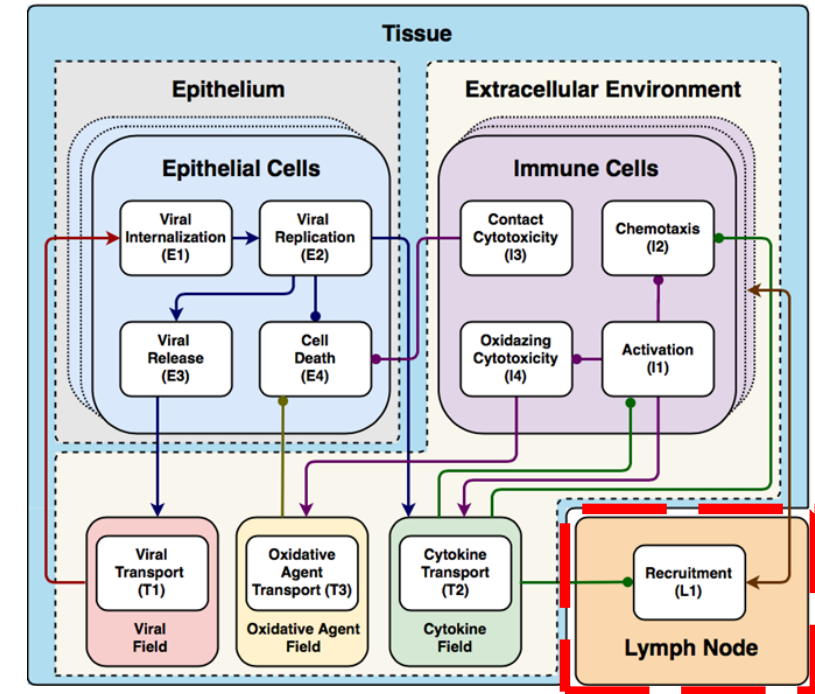 Tissue
Epithelium
Extracellular Environment
Epithelial Cells
Immune Cells
Viral
Internalization
(E1)
Viral
Replication
(E2)
Contact
Cytotoxicity
(I3)
Chemotaxis
(I2)
Viral
Release
(E3)
Cell
Death
(E4)
Oxidazing
Cytotoxicity
(I4)
Activation
(I1)
Viral
Transport
(T1)
Viral
Field
Oxidative
Agent
Transport (T3)
Oxidative Agent
Field
Cytokine
Transport
(T2)
Cytokine
Field
Recruitment
(L1)
Lymph Node